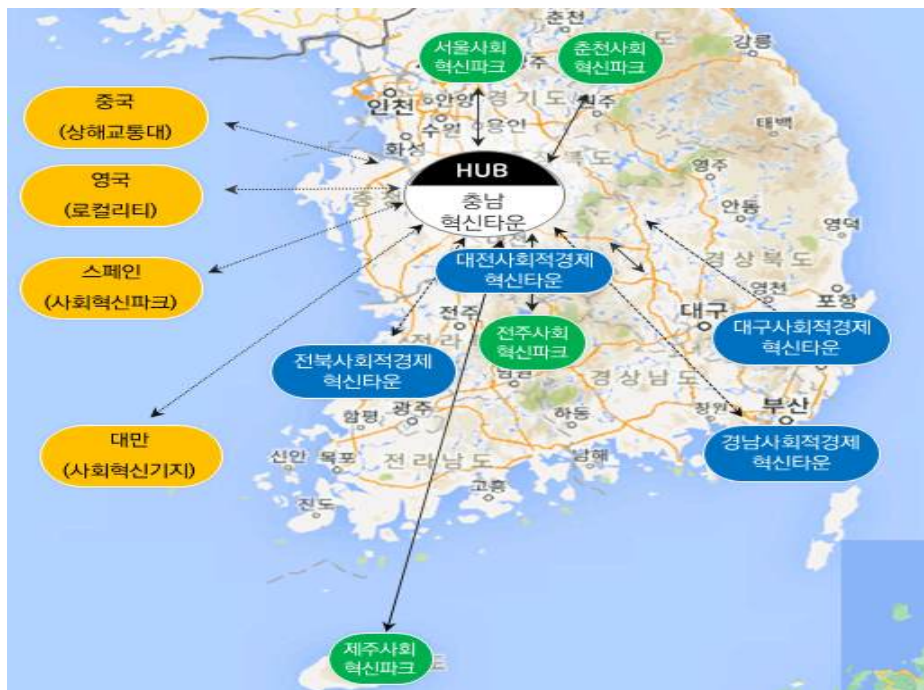 춘천
강릉
서울사회
혁신파크
춘천사회
혁신파크
인천
안양
경기도
원주
수원
용인
태백
화성
중국
(상해교통대)
HUB
충남
혁신타운
영국
(로컬리티)
영주
안동
영덕
대전사회적경제
혁신타운
경상북도
스페인
(사회혁신파크)
영천
포항
대구
대구사회적경제
혁신타운
전주
전주사회
혁신파크
전북사회적경제
혁신타운
경상남도
창원
부산
함평
광주
하동
대만
(사회혁신기지)
경남사회적경제
혁신타운
신안
목포
전라남도
남해
고흥
진도
제주사회
혁신파크